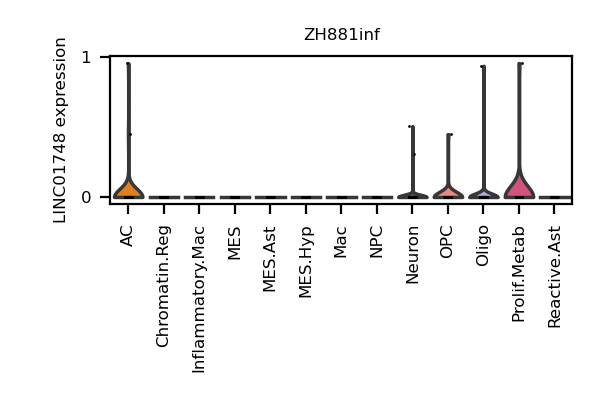 ZH881inf
LINC01748 expression
1
0
AC
Chromatin.Reg
Inflammatory.Mac
MES
MES.Ast
MES.Hyp
Mac
NPC
Neuron
OPC
Oligo
Prolif.Metab
Reactive.Ast